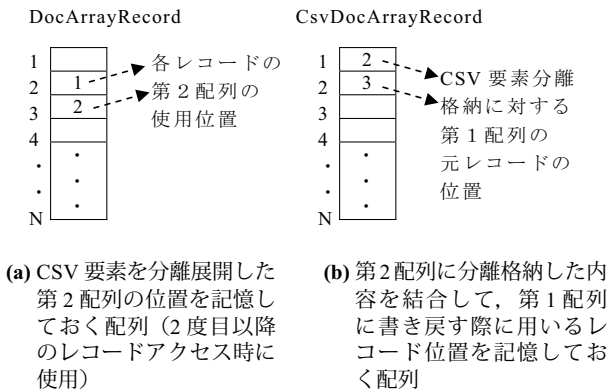 DocArrayRecord
1
2
3
4
・
・
・
N
1
2
・
・
・
各レコードの
第２配列の
使用位置
CsvDocArrayRecord
1
2
3
4
・
・
・
N
2
3
・
・
・
CSV 要素分離
格納に対する
第１配列の
元レコードの
位置
(a) CSV 要素を分離展開した
第 2 配列の位置を記憶し
ておく配列（2 度目以降
のレコードアクセス時に
使用）
(b) 第 2 配列に分離格納した内
容を結合して，第 1 配列
に書き戻す際に用いるレ
コード位置を記憶してお
く配列